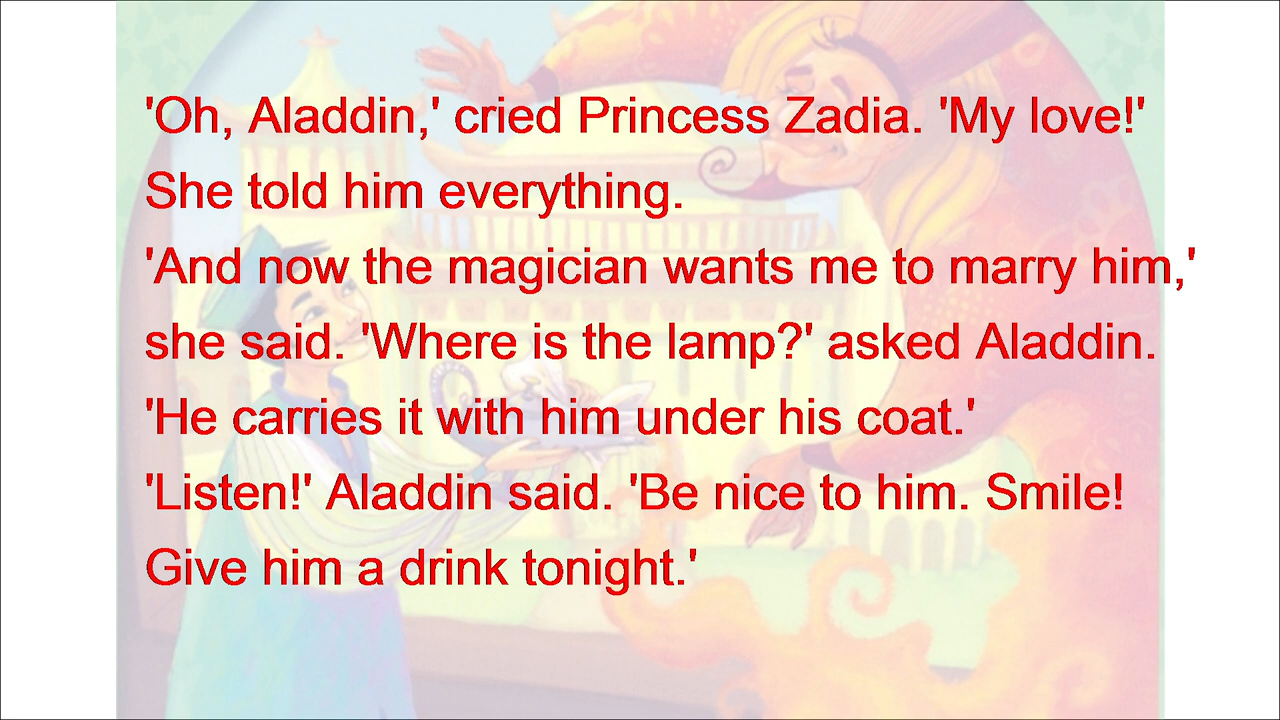 'Oh, Aladdin,' cried Princess Zadia. 'My love!'
She told him everything.
'And now the magician wants me to marry him,'
she said. 'Where is the lamp?' asked Aladdin.
'He carries it with him under his coat.'
'Listen!' Aladdin said. 'Be nice to him. Smile!
Give him a drink tonight.'